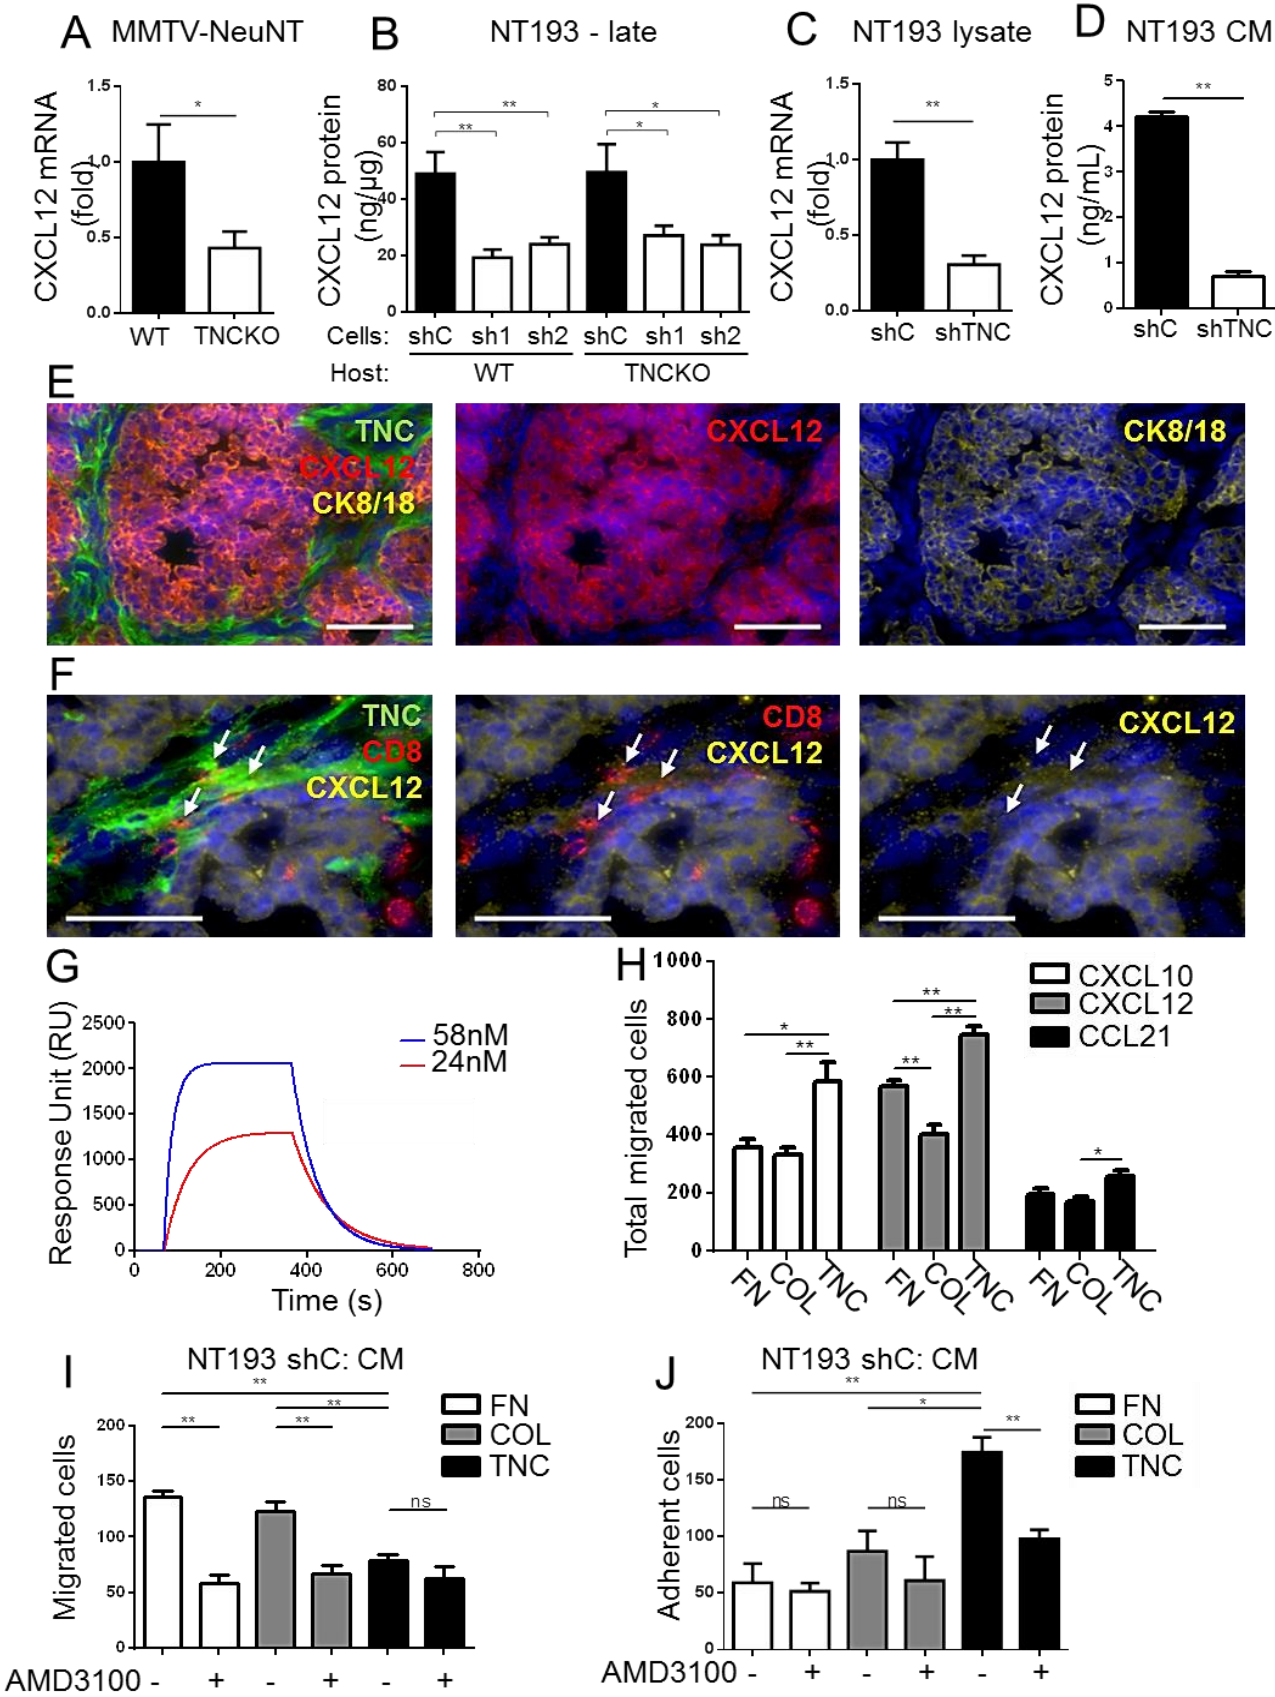 A MMTV-NeuNT
CXCL12 mRNA
(fold)
1.5
1.0
0.5
0.0
*
WT TNCKO
B NT193 - late
CXCL12 protein
(ng/µg)
80
60
40
20
0
** ** * *
Cells: shC sh1 sh2 shC sh1 sh2
Host: WT TNCKO
C NT193 lysate
CXCL12 mRNA
(fold)
1.5
1.0
0.5
0.0
**
shC shTNC
D NT193 CM
CXCL12 protein
(ng/mL)
5
4
3
2
1
0
**
shC shTNC
E
TNC
CXCL12
CK8/18
CXCL12
CK8/18
F
TNC
CD8
CXCL12
CD8
CXCL12
CXCL12
G
Response Unit (RU)
2500
2000
1500
1000
500
0
0 200 400 600 800
Time (s)
58nM
24nM
H
Total migrated cells
1000
800
600
400
200
0
* ** ** ** ** *
FN COL TNC FN COL TNC FN COL TNC
CXCL10
CXCL12
CCL21
I NT193 shC: CM
Migrated cells
200
150
100
50
0
** ** ** ** ns
FN
COL
TNC
AMD3100 - + - + - +
J NT193 shC: CM
Adherent cells
200
150
100
50
0
** * ** ns ns
FN
COL
TNC
AMD3100 - + - + - +